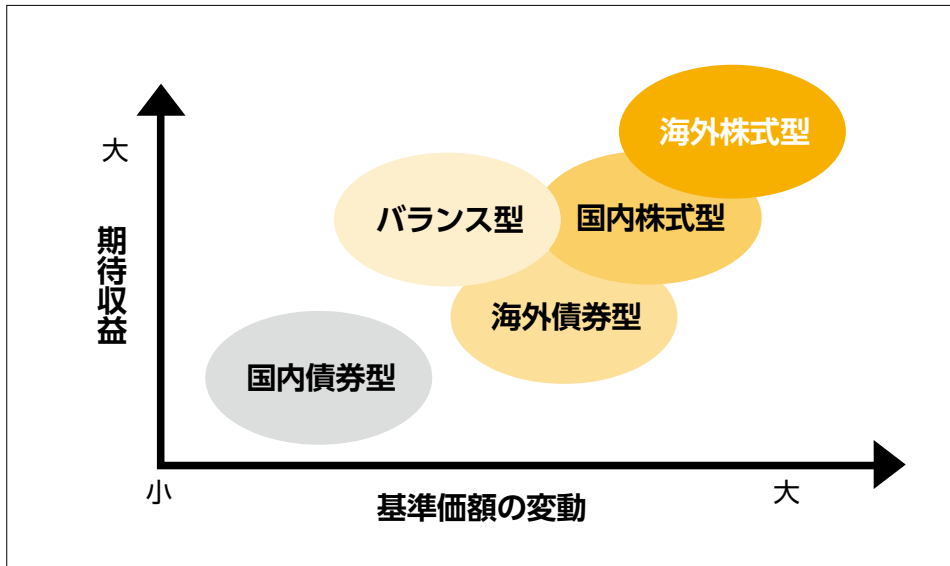 海外株式型
大
バランス型
国内株式型
期待収益
海外債券型
国内債券型
小
大
基準価額の変動